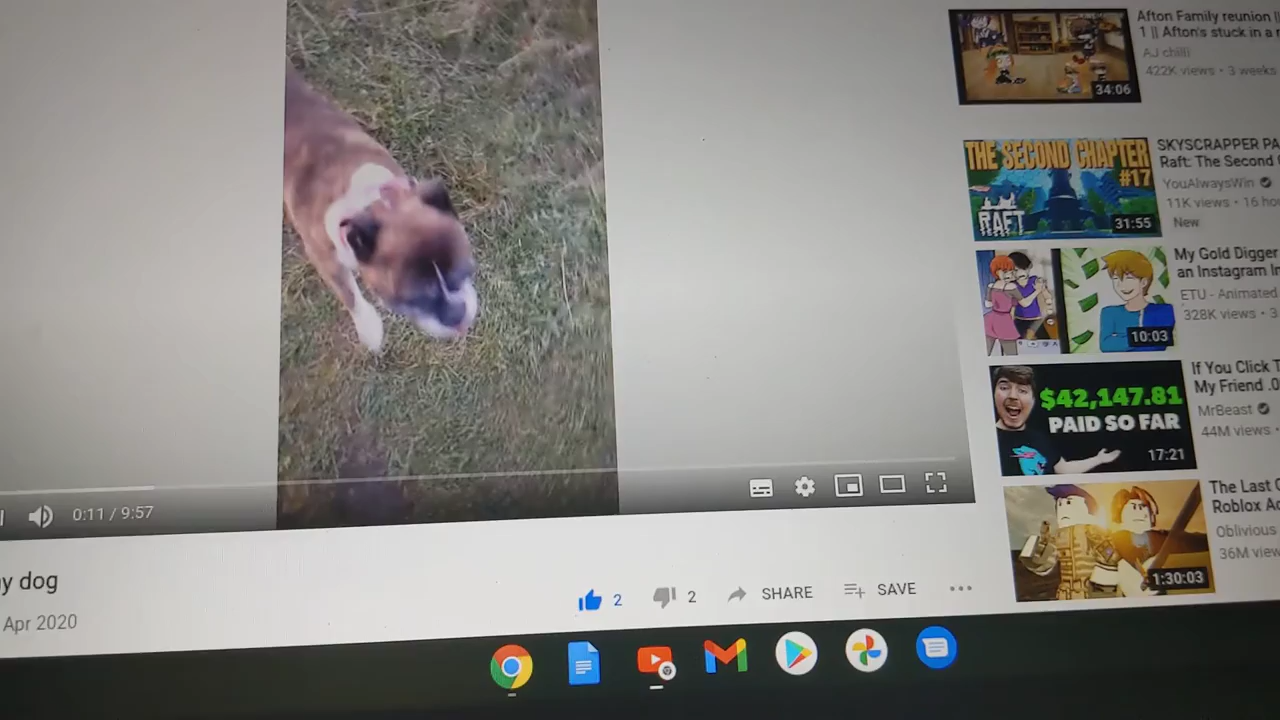 Afton Family reunion
1 || Afton's stuck in a
AJ chilli
422K views • 3 weeks
34:06
THE SECOND CHAPTER
#17
RAFT
31:55
SKYSCRAPPER PA
Raft: The Second
YouAlwaysWin
11K views • 16 ho
New
My Gold Digger
an Instagram In
ETU - Animated
328K views • 3
10:03
$42,147.81
PAID SO FAR
17:21
If You Click T
My Friend .0
MrBeast
44M views •
The Last
Roblox Ac
Oblivious
36M view
1:30:03
0:11 / 9:57
y dog
Apr 2020
2
2
SHARE
SAVE